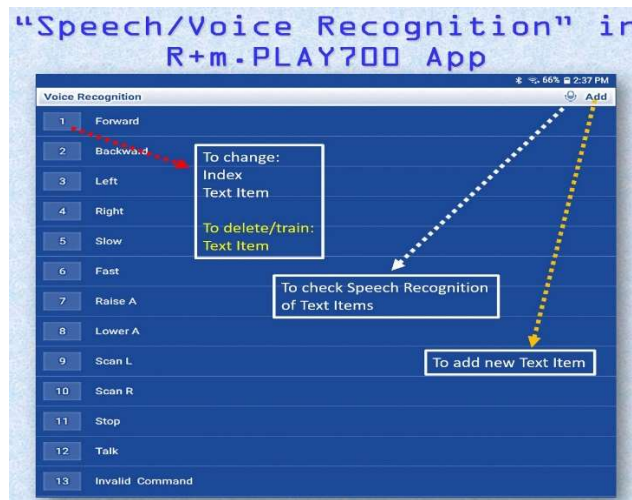 "Speech/Voice Recognition" in
R+m.PLAY700 App
66% 2:37 PM
Voice Recognition Add
1 Forward
2 Backward
3 Left
4 Right
5 Slow
6 Fast
7 Raise A
8 Lower A
9 Scan L
10 Scan R
11 Stop
12 Talk
13 Invalid Command
To change:
Index
Text Item
To delete/train:
Text Item
To check Speech Recognition
of Text Items
To add new Text Item